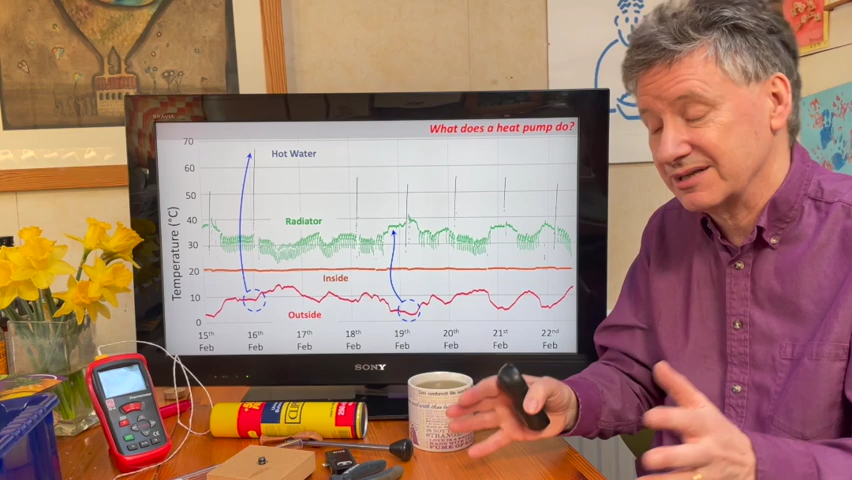 BRAVIA
What does a heat pump do?
70
60
50
40
30
20
10
0
Temperature (°C)
Hot Water
Radiator
Inside
Outside
15th Feb
16th Feb
17th Feb
18th Feb
19th Feb
20th Feb
21st Feb
22nd Feb
SONY